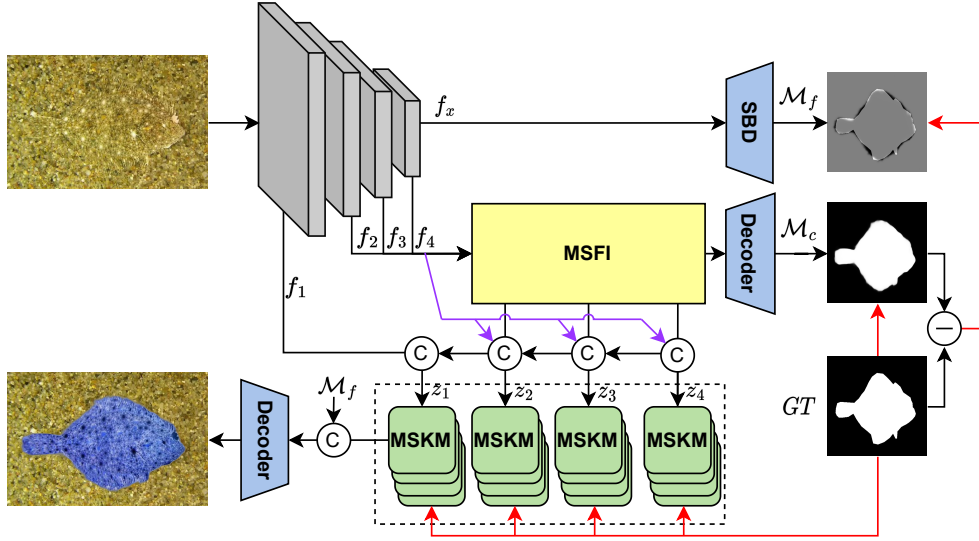 f_x
SBD
M_f
f_2 f_3 f_4
MSFI
Decoder
M_c
f_1
C C C C
GT
z_1 z_2 z_3 z_4
M_f
Decoder
C
MSKM MSKM MSKM MSKM